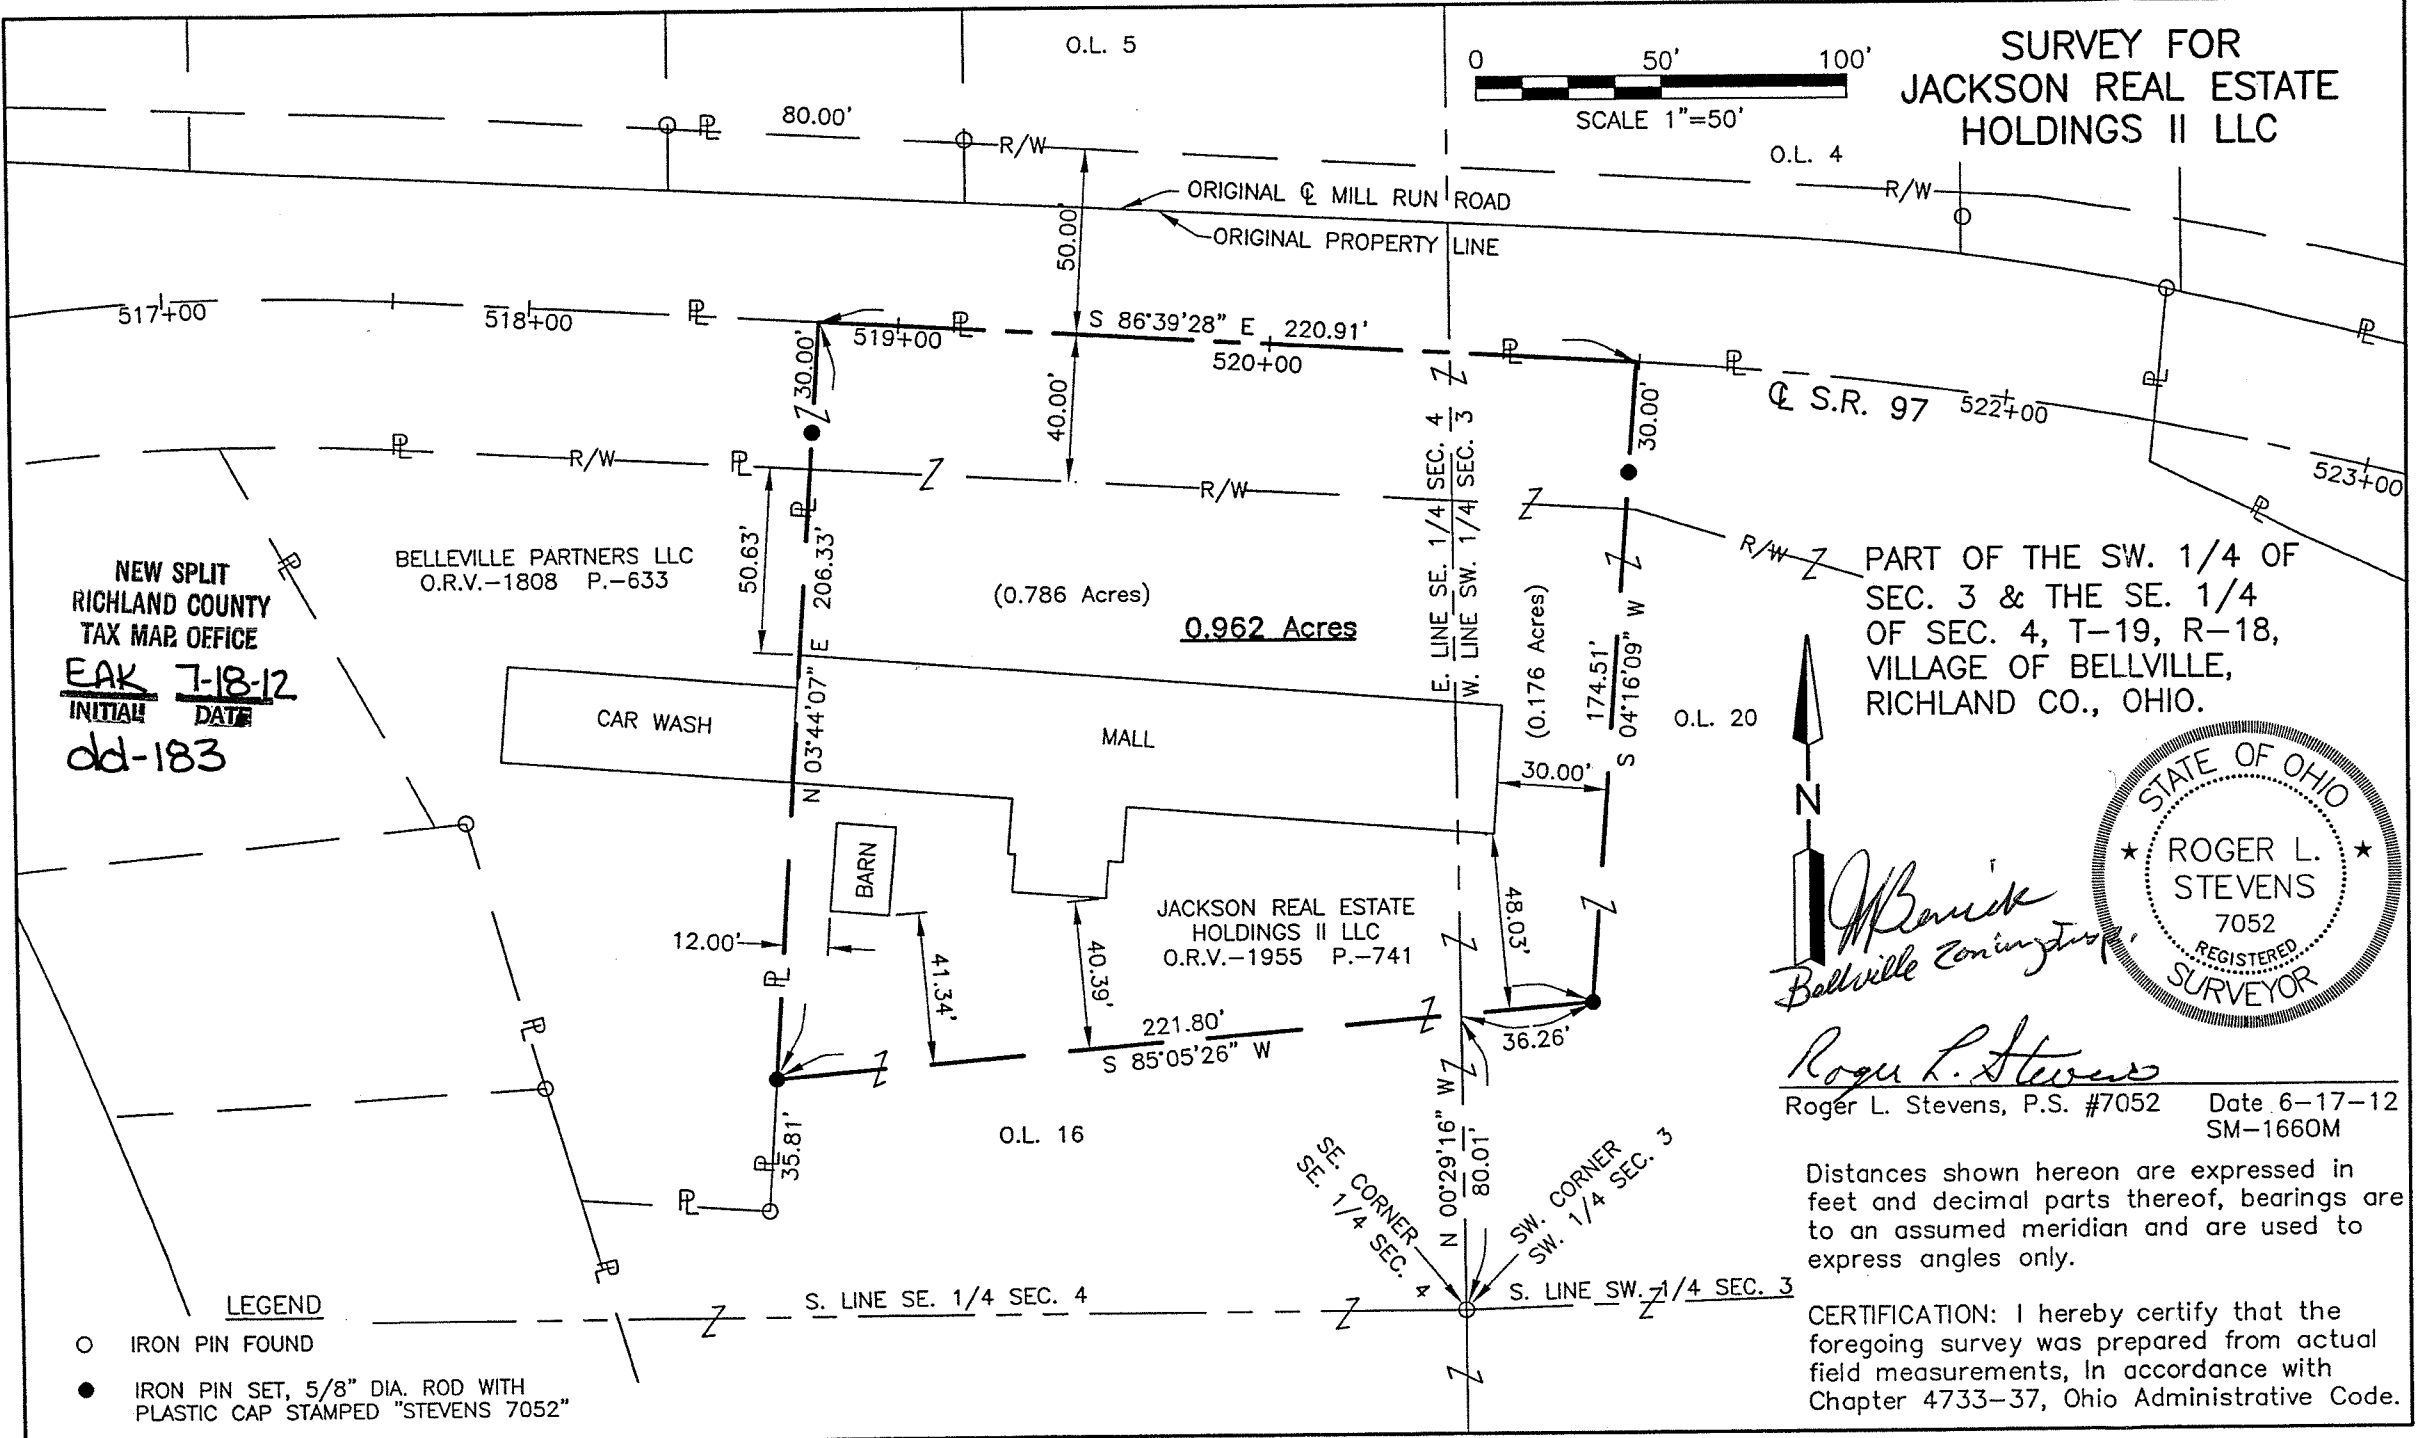 SURVEY FOR
JACKSON REAL ESTATE
HOLDINGS II LLC
0 50' 100'
SCALE 1"=50'
O.L. 5
O.L. 4
80.00'
R/W
R/W
ORIGINAL ℄ MILL RUN ROAD
ORIGINAL PROPERTY LINE
50.00'
517+00
518+00
519+00
520+00
522+00
523+00
S 86°39'28" E 220.91'
℄ S.R. 97
30.00'
40.00'
30.00'
R/W
R/W
R/W
E. LINE SE. 1/4 SEC. 4
W. LINE SW. 1/4 SEC. 3
NEW SPLIT
RICHLAND COUNTY
TAX MAP OFFICE
EAK 7-18-12
INITIAL DATE
dd-183
BELLEVILLE PARTNERS LLC
O.R.V.-1808 P.-633
50.63'
N 03°44'07" E 206.33'
(0.786 Acres)
0.962 Acres
(0.176 Acres)
174.51'
S 04°16'09" W
O.L. 20
PART OF THE SW. 1/4 OF
SEC. 3 & THE SE. 1/4
OF SEC. 4, T-19, R-18,
VILLAGE OF BELLVILLE,
RICHLAND CO., OHIO.
CAR WASH
MALL
30.00'
BARN
N
STATE OF OHIO
ROGER L.
STEVENS
7052
REGISTERED
SURVEYOR
12.00'
41.34'
40.39'
JACKSON REAL ESTATE
HOLDINGS II LLC
O.R.V.-1955 P.-741
48.03'
Bellville Zoning
221.80'
S 85°05'26" W
36.26'
35.81'
O.L. 16
N 00°29'16" W
80.01'
Roger L. Stevens
Roger L. Stevens, P.S. #7052 Date 6-17-12
SM-1660M
SE. CORNER
SE. 1/4 SEC. 4
SW. CORNER
SW. 1/4 SEC. 3
S. LINE SE. 1/4 SEC. 4
S. LINE SW. 1/4 SEC. 3
Distances shown hereon are expressed in
feet and decimal parts thereof, bearings are
to an assumed meridian and are used to
express angles only.
CERTIFICATION: I hereby certify that the
foregoing survey was prepared from actual
field measurements, In accordance with
Chapter 4733-37, Ohio Administrative Code.
LEGEND
IRON PIN FOUND
IRON PIN SET, 5/8" DIA. ROD WITH
PLASTIC CAP STAMPED "STEVENS 7052"